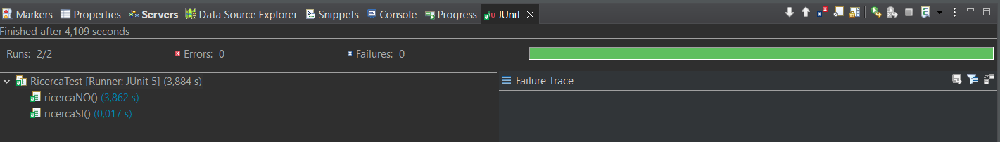 Markers Properties Servers Data Source Explorer Snippets Console Progress JUnit
Finished after 4,109 seconds
Runs: 2/2 Errors: 0 Failures: 0
RicercaTest [Runner: JUnit 5] (3,884 s)
Failure Trace
ricercaNO() (3,862 s)
ricercaSI() (0,017 s)